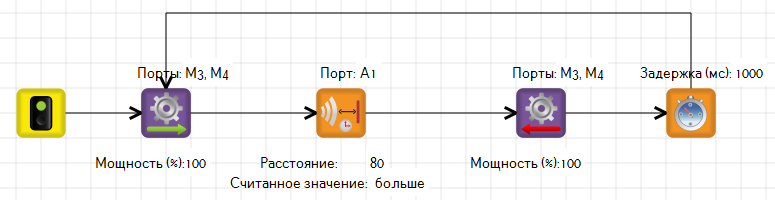 Порты: M3, M4
Порт: A1
Порты: M3, M4
Задержка (мс): 1000
Мощность (%):100
Расстояние: 80
Мощность (%):100
Считанное значение: больше